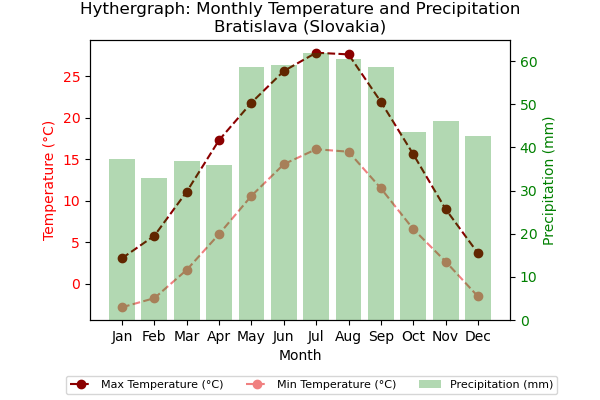 Hythergraph: Monthly Temperature and Precipitation
Bratislava (Slovakia)
Temperature (°C)
25
20
15
10
5
0
Precipitation (mm)
60
50
40
30
20
10
0
Jan Feb Mar Apr May Jun Jul Aug Sep Oct Nov Dec
Month
Max Temperature (°C) Min Temperature (°C) Precipitation (mm)